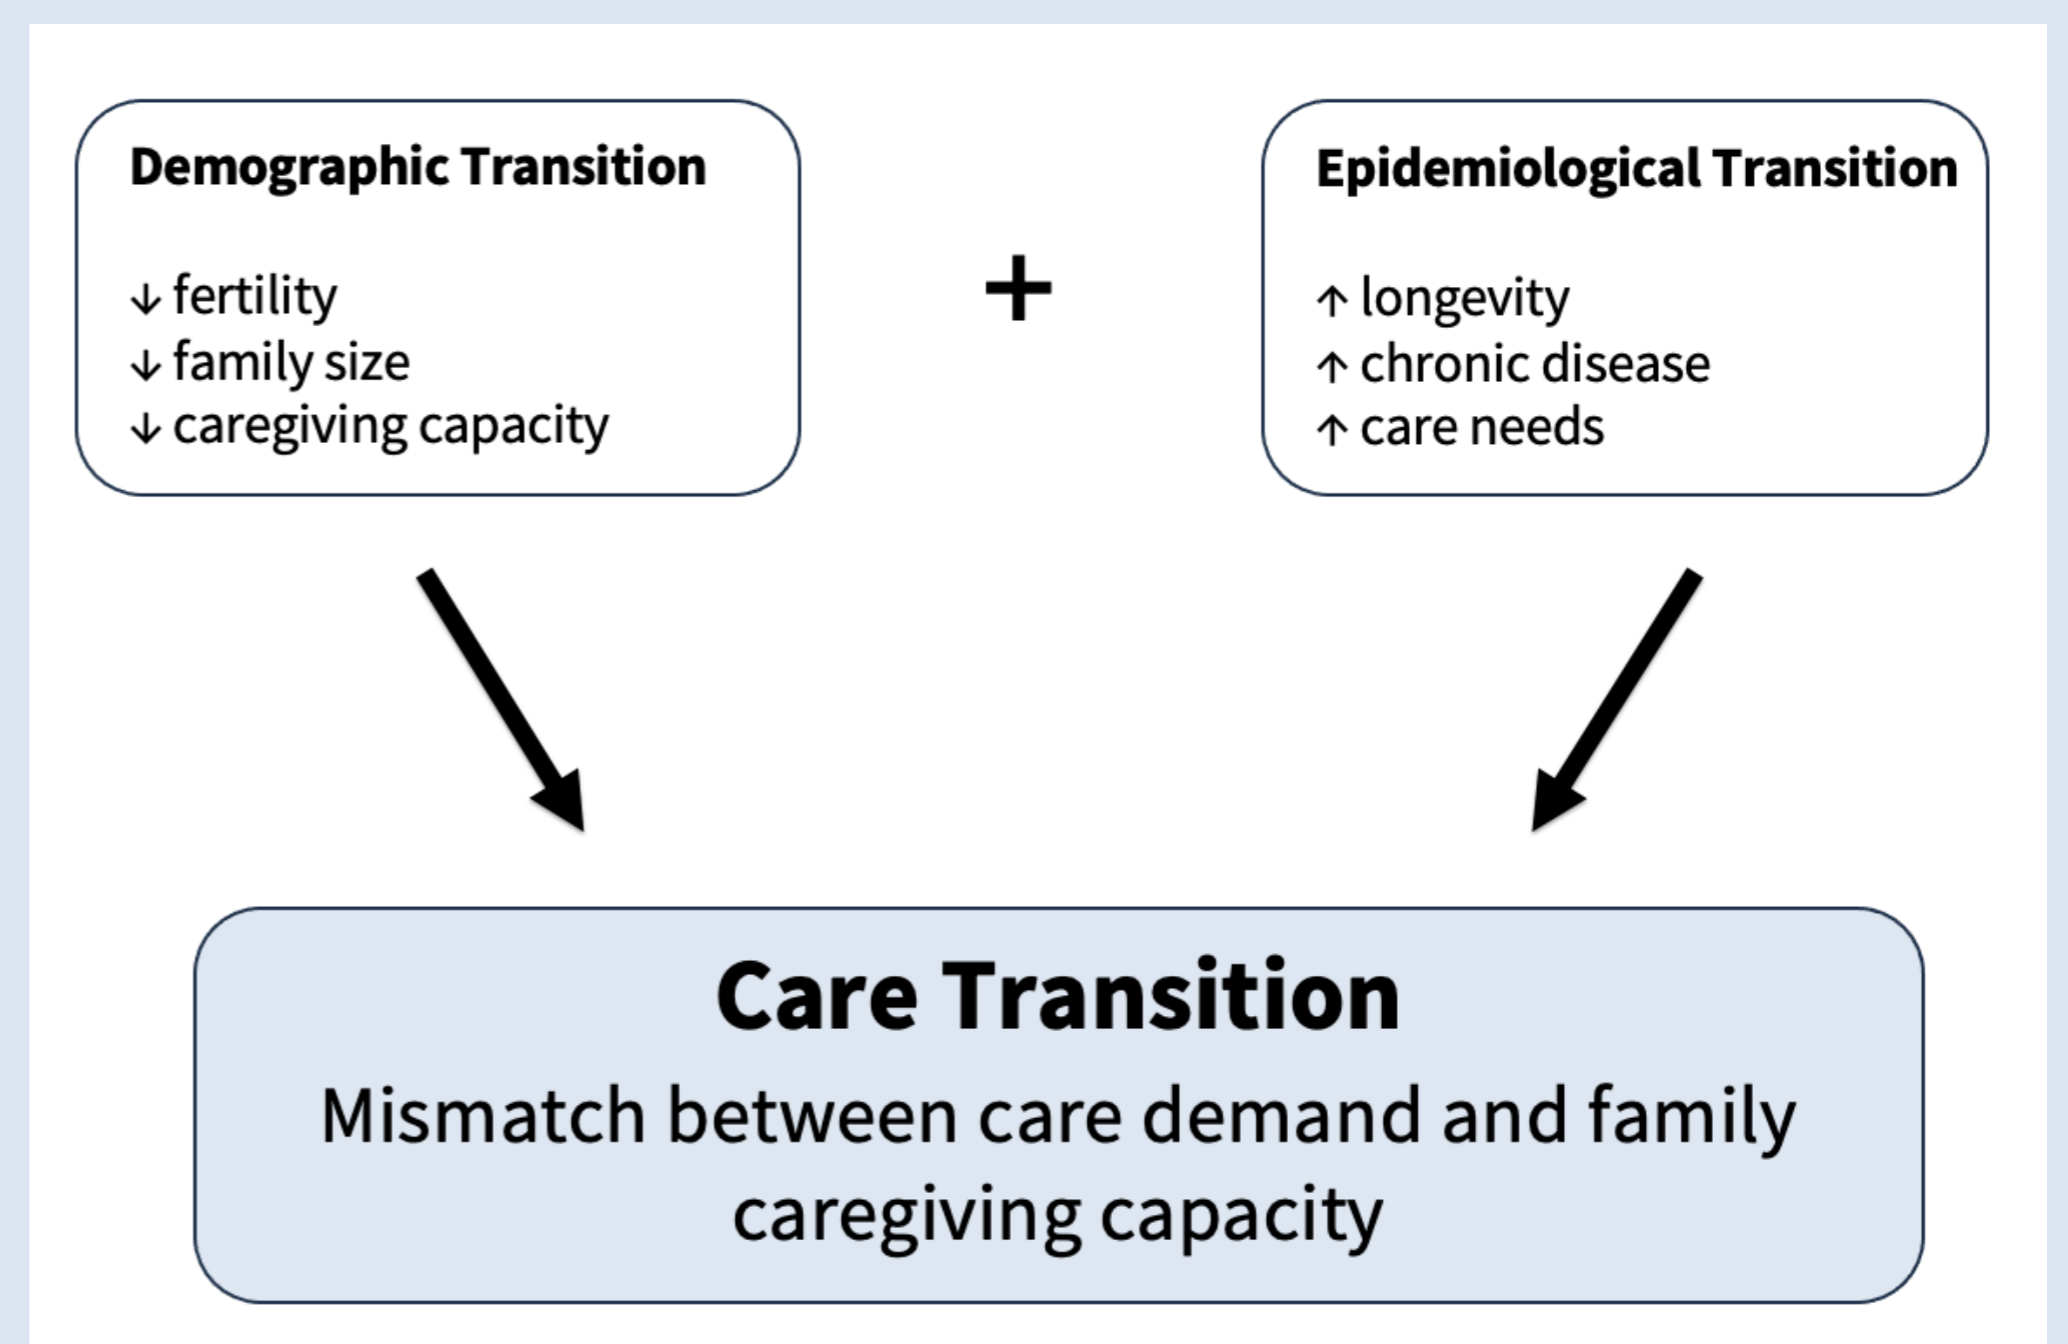 Demographic Transition
↓ fertility
↓ family size
↓ caregiving capacity
+
Epidemiological Transition
↑ longevity
↑ chronic disease
↑ care needs
Care Transition
Mismatch between care demand and family
caregiving capacity